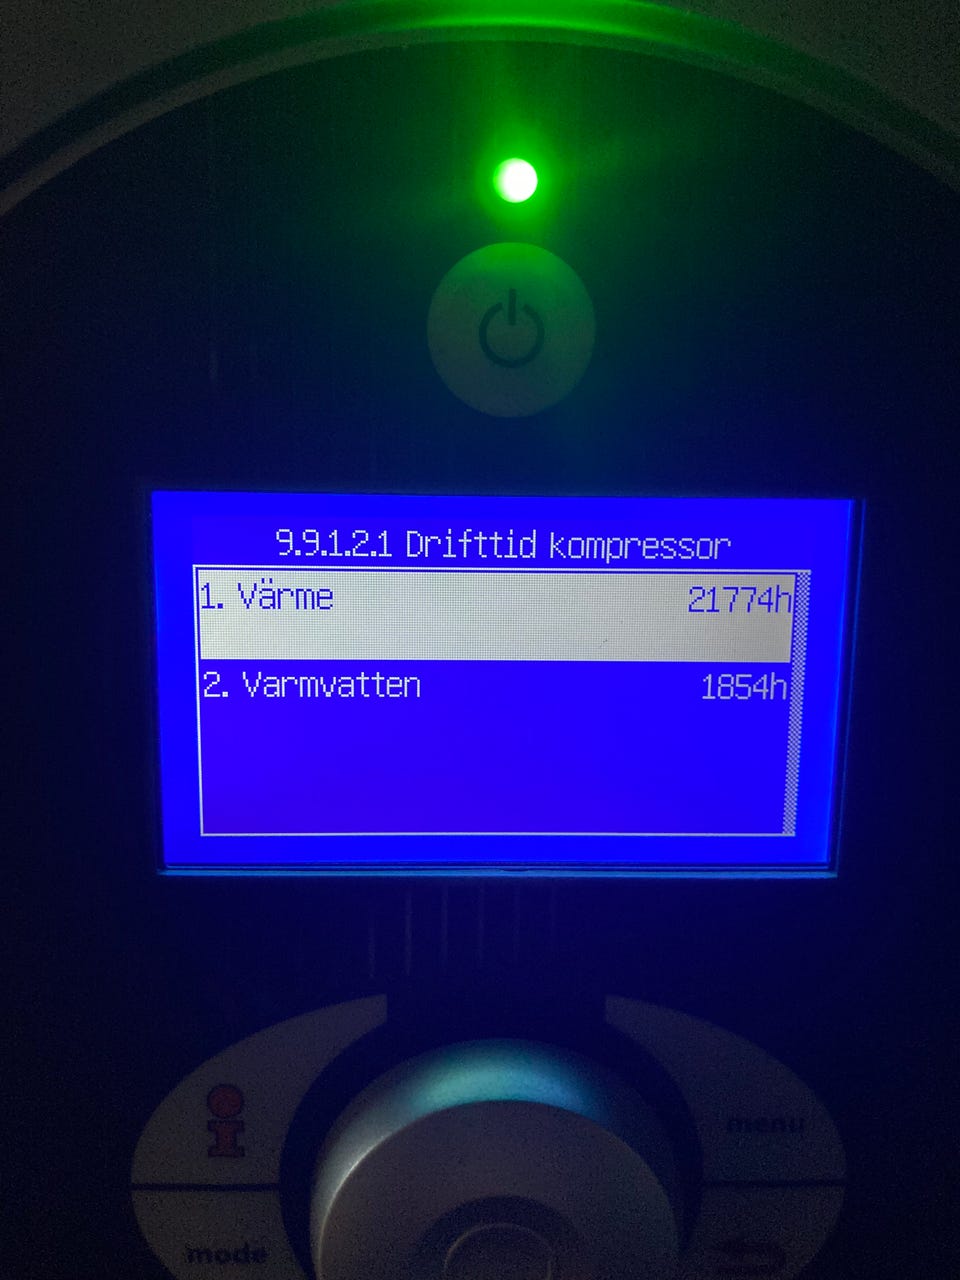 9.9.1.2.1 Drifttid kompressor
1. Värme 21774h
2. Varmvatten 1854h
menu
mode